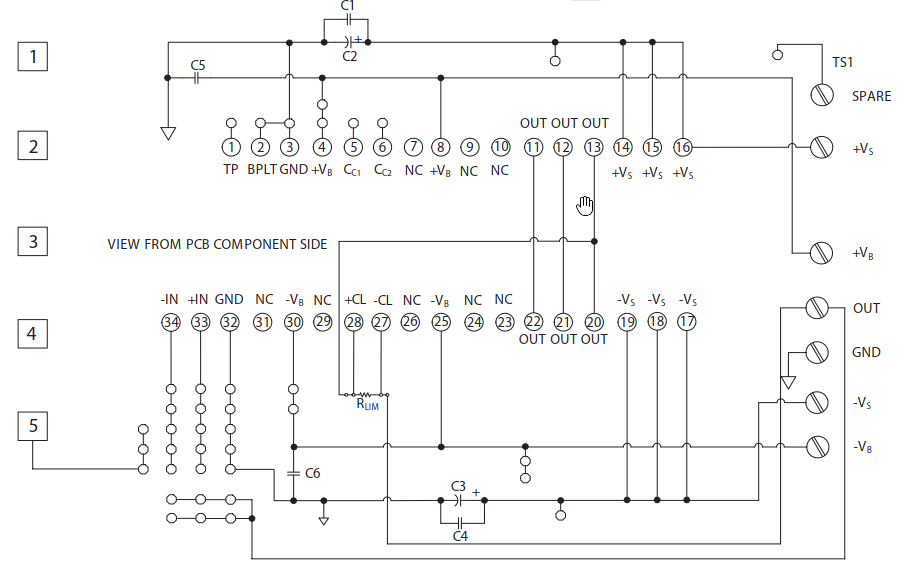 C1
+
C2
1
C5
TS1
SPARE
OUT OUT OUT
2
1 2 3 4 5 6 7 8 9 10 11 12 13 14 15 16
+VS
TP BPLT GND +VB CC1 CC2 NC +VB NC NC +VS +VS +VS
3
VIEW FROM PCB COMPONENT SIDE
+VB
-IN +IN GND NC -VB NC +CL -CL NC -VB NC NC -VS -VS -VS
OUT
4
34 33 32 31 30 29 28 27 26 25 24 23 22 21 20 19 18 17
OUT OUT OUT
GND
RLIM
-VS
5
-VB
C6
C3 +
C4